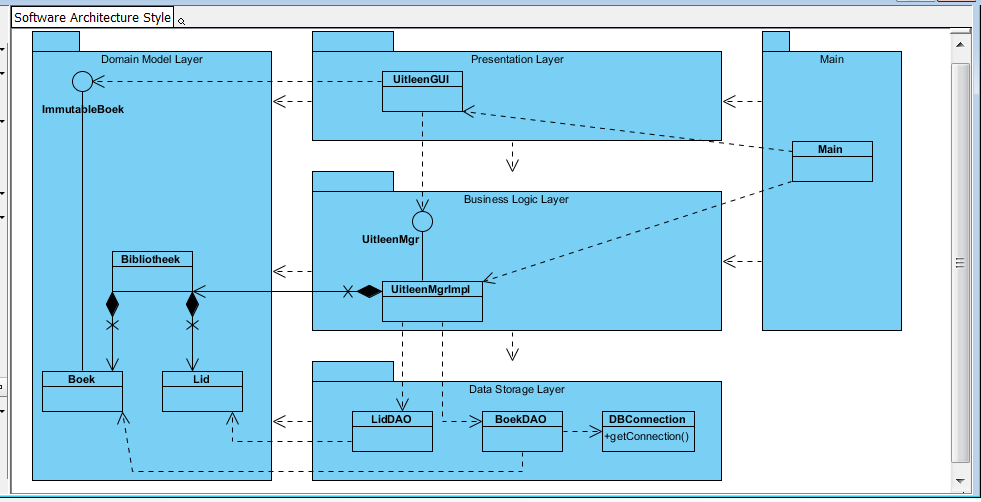 Software Architecture Style
Domain Model Layer
Presentation Layer
Main
UitleenGUI
ImmutableBoek
Main
Business Logic Layer
UitleenMgr
Bibliotheek
UitleenMgrImpl
Boek
Lid
Data Storage Layer
LidDAO
BoekDAO
DBConnection
+getConnection()